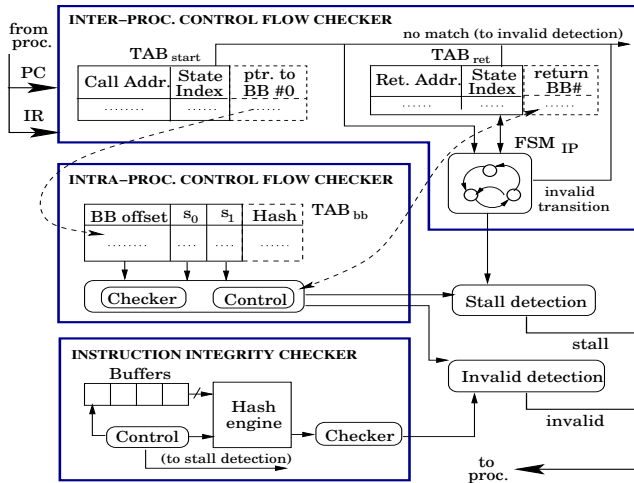 INTER-PROC. CONTROL FLOW CHECKER
from
proc.
PC
IR
no match (to invalid detection)
TAB start
Call Addr.
State
Index
ptr. to
BB #0
........
.....
......
TAB ret
Ret. Addr.
State
Index
return
BB#
......
.....
......
FSM IP
invalid
transition
INTRA-PROC. CONTROL FLOW CHECKER
BB offset
s0
s1
Hash
TAB bb
........
....
....
......
Checker
Control
Stall detection
stall
INSTRUCTION INTEGRITY CHECKER
Buffers
Hash
engine
Control
Checker
(to stall detection)
Invalid detection
invalid
to
proc.